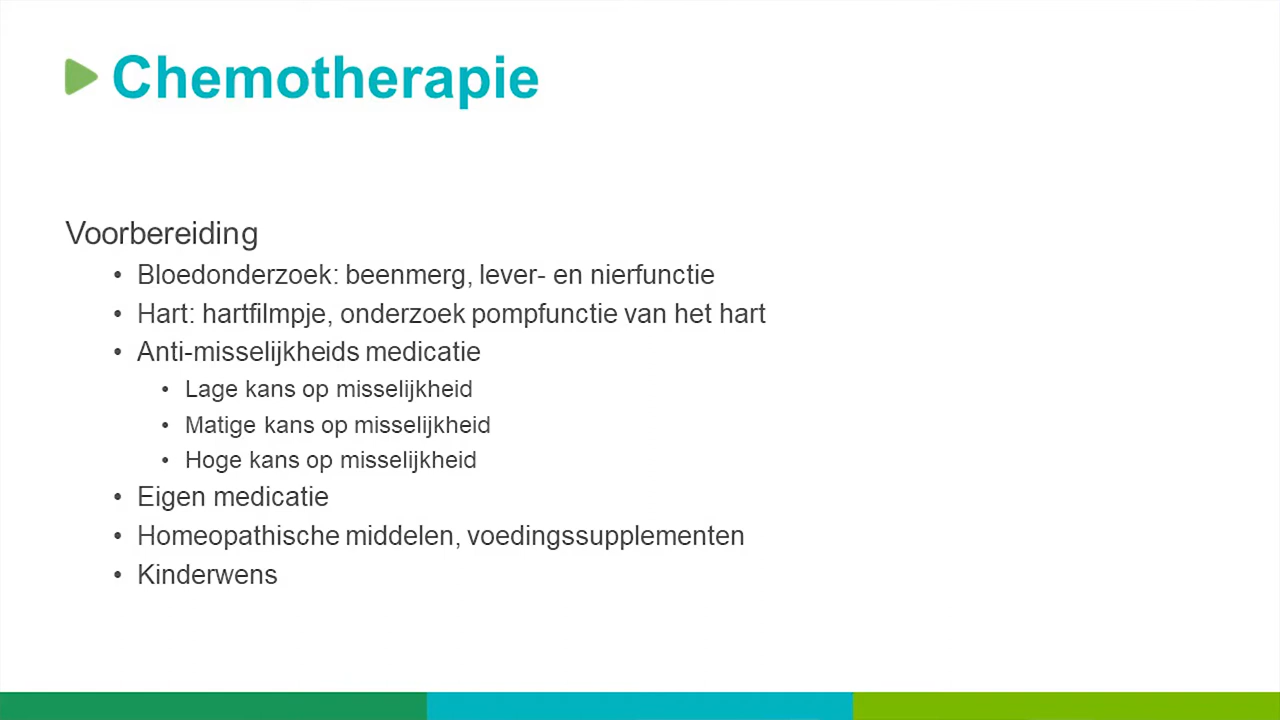 Chemotherapie
Voorbereiding
• Bloedonderzoek: beenmerg, lever- en nierfunctie
• Hart: hartfilmpje, onderzoek pompfunctie van het hart
• Anti-misselijkheids medicatie
• Lage kans op misselijkheid
• Matige kans op misselijkheid
• Hoge kans op misselijkheid
• Eigen medicatie
• Homeopathische middelen, voedingssupplementen
• Kinderwens